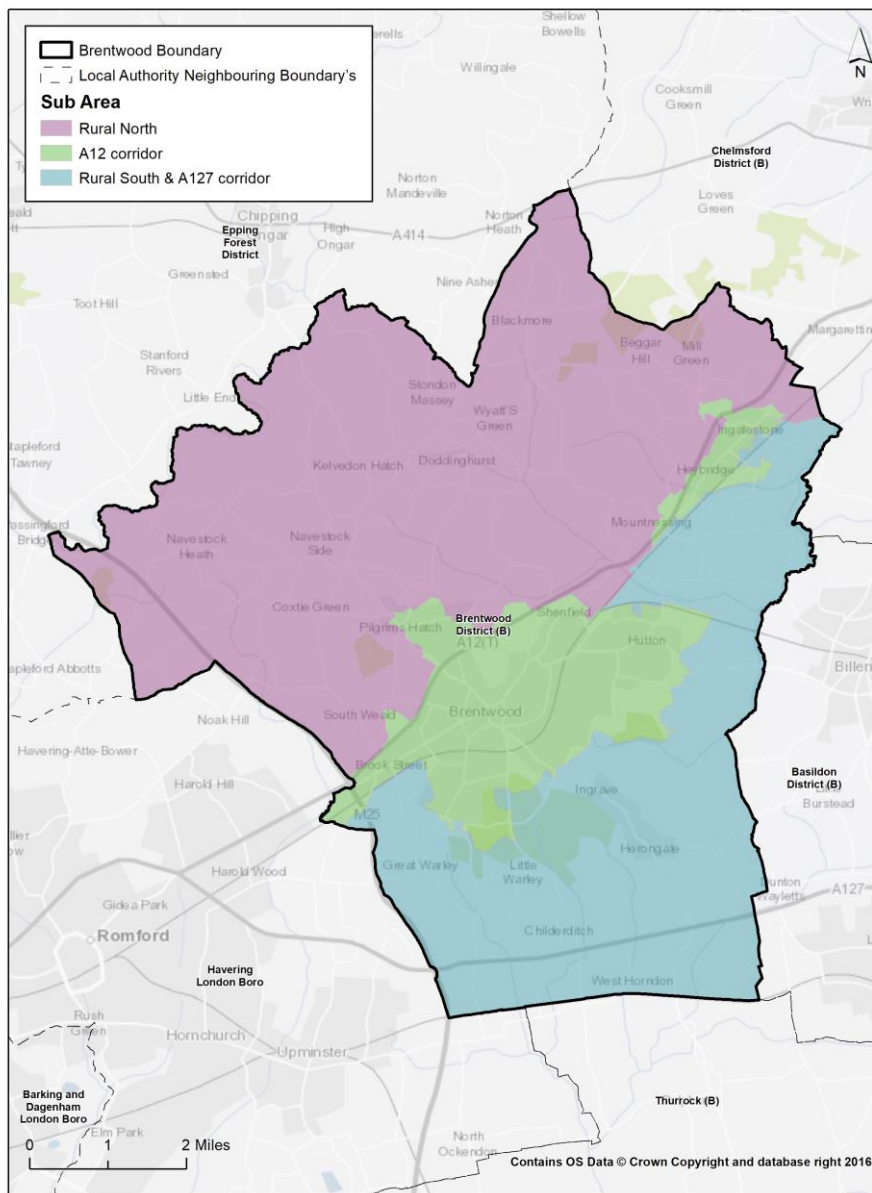 Brentwood Boundary
Local Authority Neighbouring Boundary's
Sub Area
Rural North
A12 corridor
Rural South & A127 corridor
Shellow
Bowells
Willingale
N
Cooksmill
Green
Chelmsford
District (B)
Norton
Mandeville
Loves
Green
Chipping
Ongar
High
Ongar
A414
Norton
Heath
Epping
Forest
District
Greensted
Nine Ashe
Toot Hill
Blackmore
Beggar
Hill
Mill
Green
Margaretting
Stanford
Rivers
Little End
Stondon
Massey
Wyatt'S
Green
Ingatestone
Kelvedon Hatch
Doddinghurst
Heybridge
Mountnessing
Navestock
Heath
Navestock
Side
Coxtie Green
Shenfield
Pilgrims Hatch
Brentwood
District (B)
A12(T)
Hutton
South Weald
Brentwood
Noak Hill
Havering-Atte-Bower
Brook Street
Harold Hill
Ingrave
Basildon
District (B)
Burstead
M25
Harold Wood
Great Warley
Little
Warley
Herongate
Gidea Park
Wayletts
A127
Romford
Childerditch
Havering
London Boro
West Horndon
Rush
Green
Hornchurch
Upminster
Barking and
Dagenham
London Boro
Thurrock (B)
Elm Park
0 1 2 Miles
North
Ockendon
Contains OS Data © Crown Copyright and database right 2016